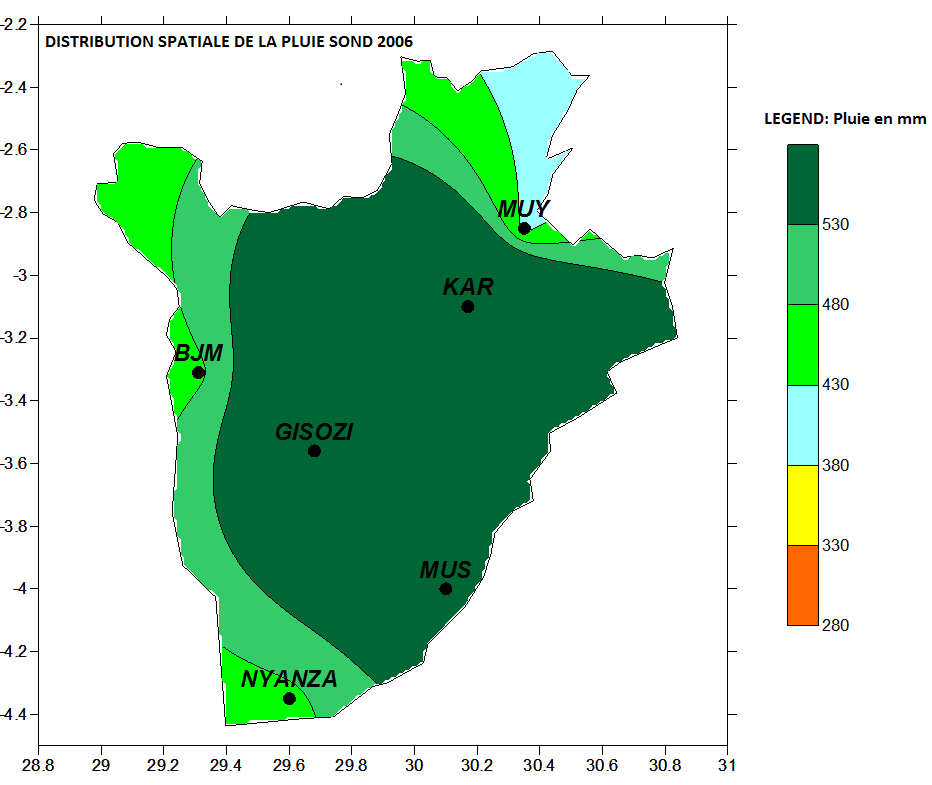 -2.2
DISTRIBUTION SPATIALE DE LA PLUIE SOND 2006
-2.4
LEGEND: Pluie en mm
-2.6
-2.8
MUY
530
-3
KAR
480
-3.2
BJM
430
-3.4
GISOZI
380
-3.6
-3.8
330
MUS
-4
280
-4.2
NYANZA
-4.4
28.8 29 29.2 29.4 29.6 29.8 30 30.2 30.4 30.6 30.8 31